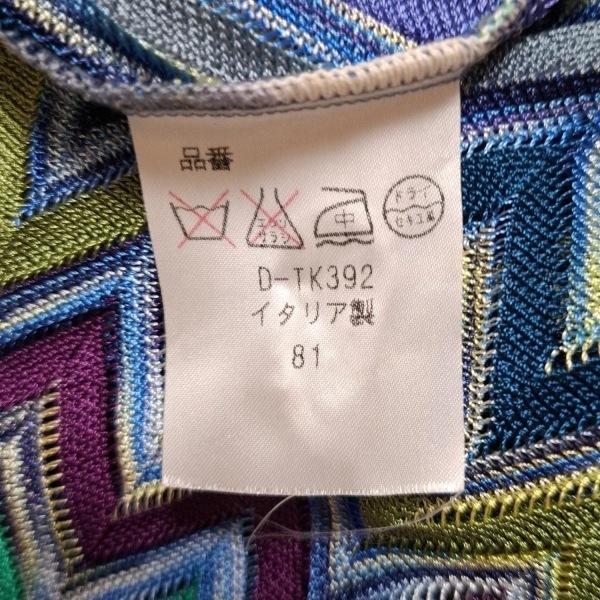 品番
エンソ
サラシ
中
ドライ
セキユ系
D-TK392
イタリア製
81